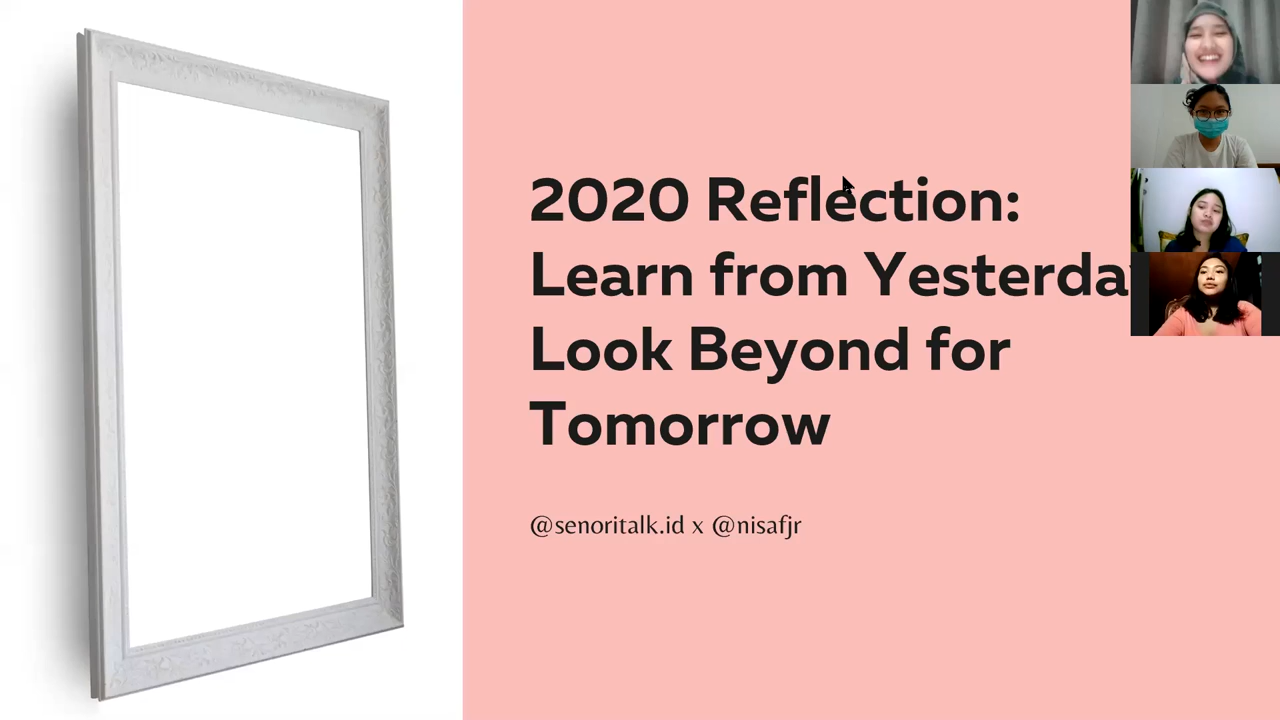 2020 Reflection:
Learn from Yesterda
Look Beyond for
Tomorrow
@senoritalk.id x @nisafjr